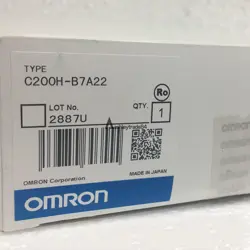 TYPE
C200H-B7A22
Ro
LOT No.
QTY.
2887U
1
OMRON Corporation
MADE IN JAPAN
OMRON